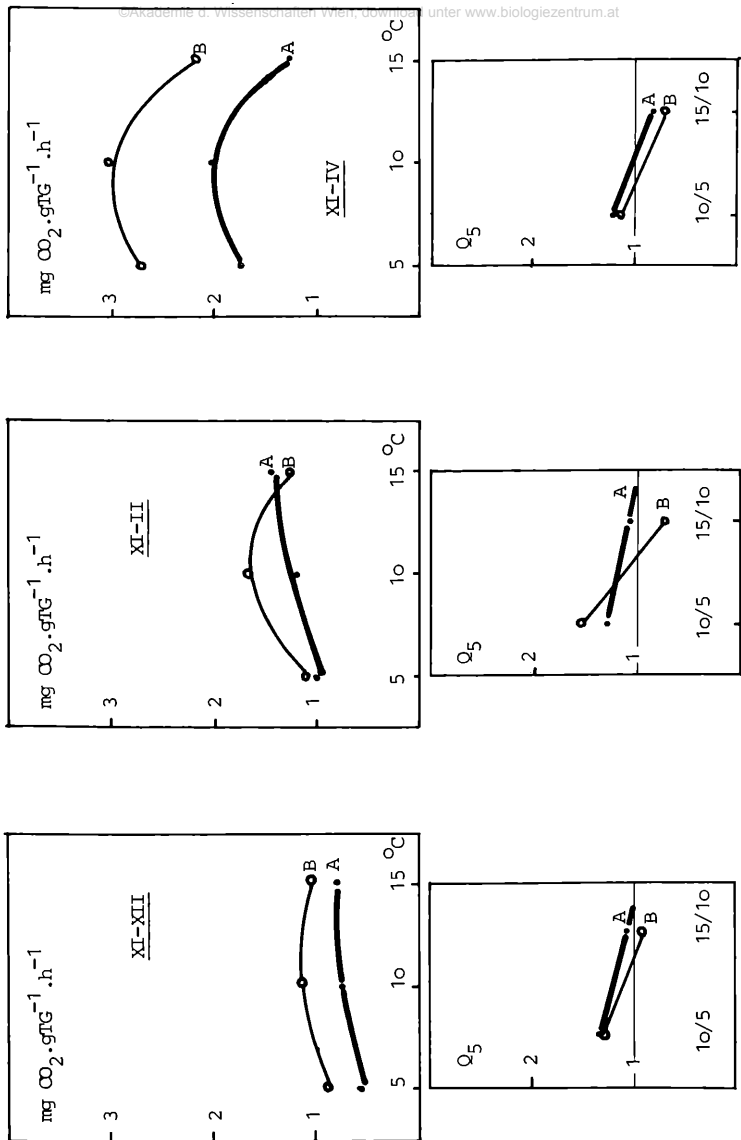 ©Akademie d. Wissenschaften Wien; download unter www.biologiezentrum.at
mg CO₂.gTG⁻¹.h⁻¹
XI-XII
3
2
1
B
A
5 10 15 °C
Q₅
2
1
A
B
10/5 15/10
mg CO₂.gTG⁻¹.h⁻¹
XI-II
3
2
1
A
B
5 10 15 °C
Q₅
2
1
A
B
10/5 15/10
mg CO₂.gTG⁻¹.h⁻¹
3
2
1
B
A
XI-IV
5 10 15 °C
Q₅
2
1
A
B
10/5 15/10